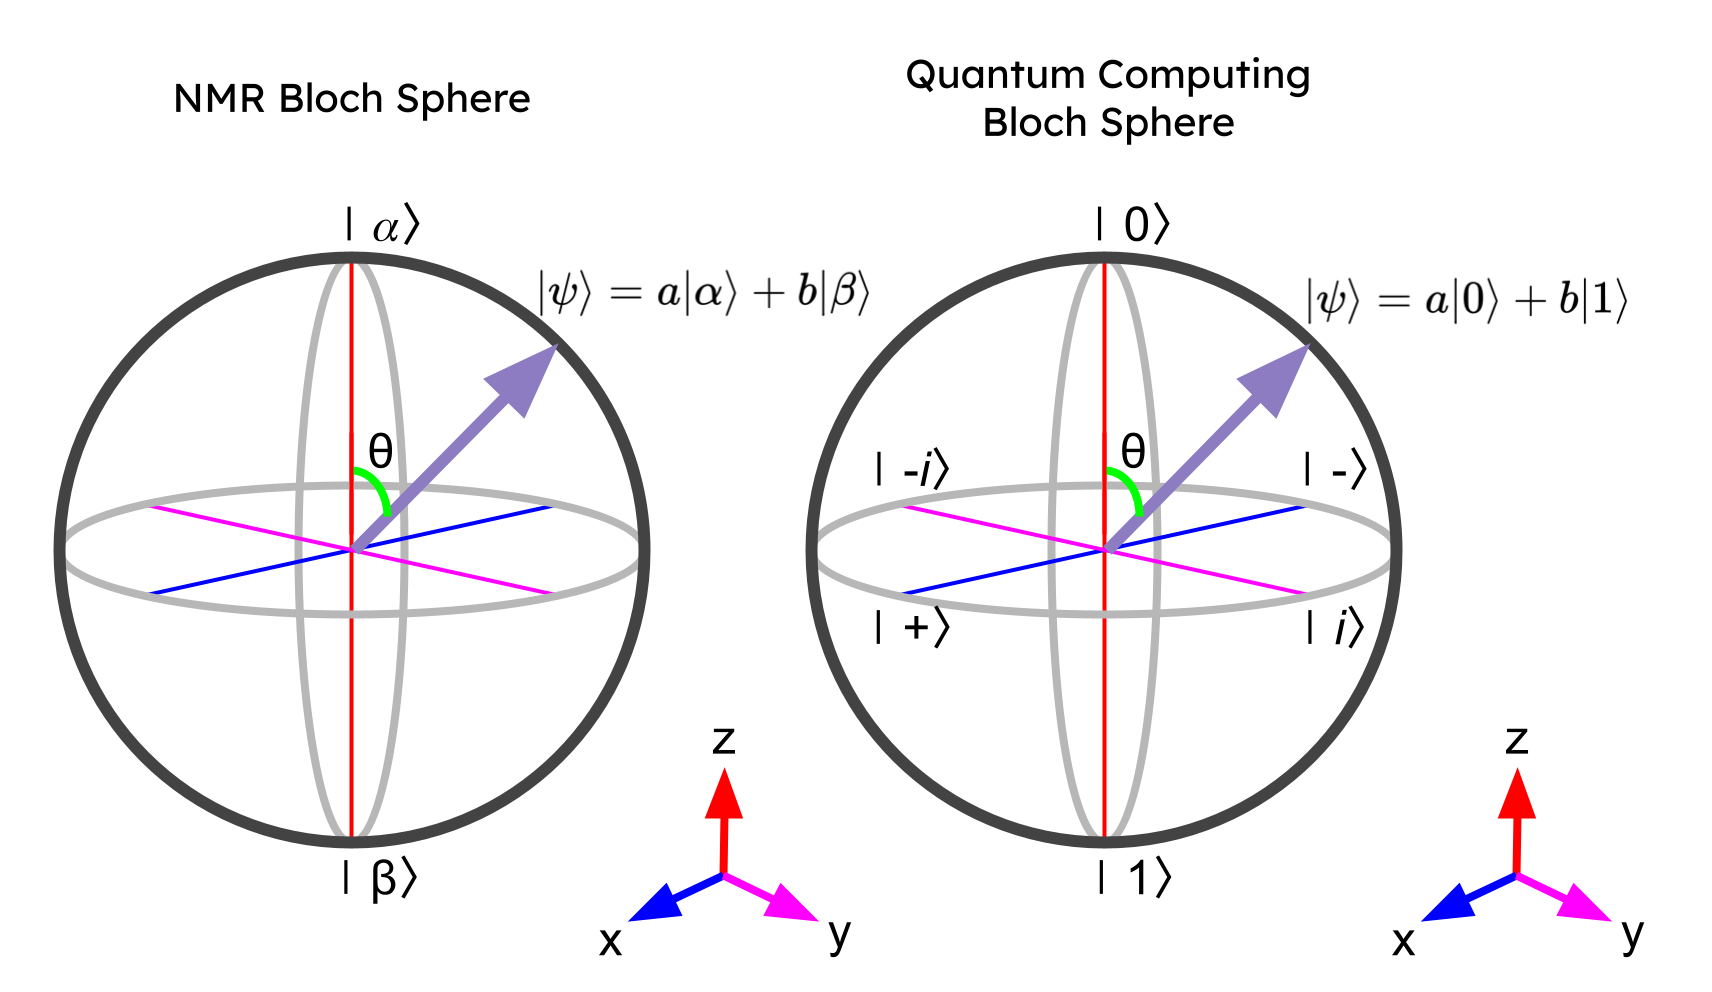 NMR Bloch Sphere
| α⟩
|ψ⟩ = a|α⟩ + b|β⟩
θ
| β⟩
z
x
y
Quantum Computing
Bloch Sphere
| 0⟩
|ψ⟩ = a|0⟩ + b|1⟩
θ
| -i⟩
| -⟩
| +⟩
| i⟩
| 1⟩
z
x
y